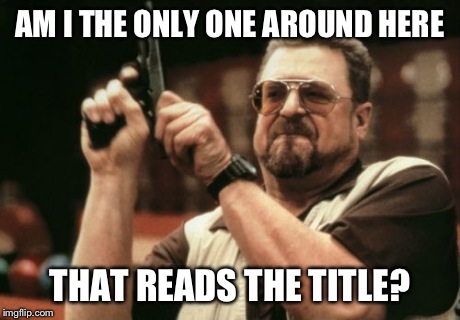 AM I THE ONLY ONE AROUND HERE
THAT READS THE TITLE?
imgflip.com